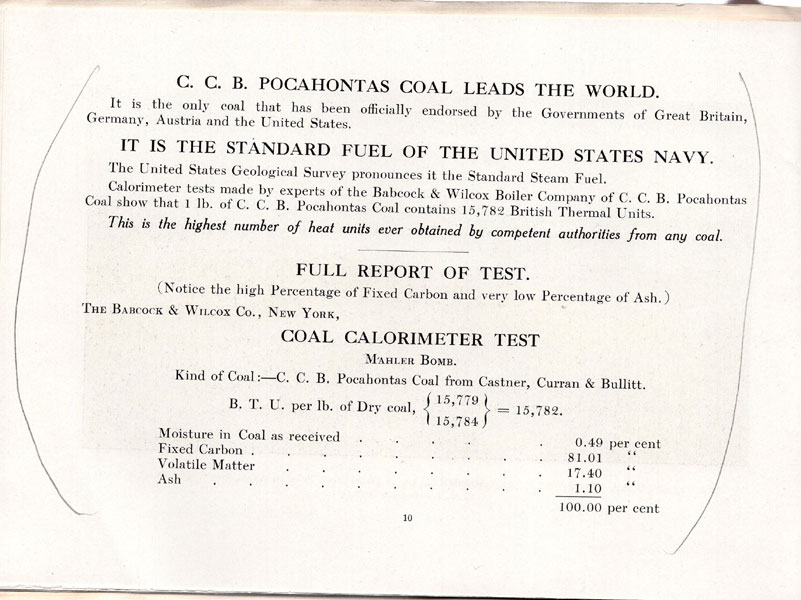 C. C. B. POCAHONTAS COAL LEADS THE WORLD.
It is the only coal that has been officially endorsed by the Governments of Great Britain,
Germany, Austria and the United States.
IT IS THE STANDARD FUEL OF THE UNITED STATES NAVY.
The United States Geological Survey pronounces it the Standard Steam Fuel.
Calorimeter tests made by experts of the Babcock & Wilcox Boiler Company of C. C. B. Pocahontas
Coal show that 1 lb. of C. C. B. Pocahontas Coal contains 15,782 British Thermal Units.
This is the highest number of heat units ever obtained by competent authorities from any coal.
FULL REPORT OF TEST.
(Notice the high Percentage of Fixed Carbon and very low Percentage of Ash.)
THE BABCOCK & WILCOX CO., NEW YORK,
COAL CALORIMETER TEST
MAHLER BOMB.
Kind of Coal:—C. C. B. Pocahontas Coal from Castner, Curran & Bullitt.
B. T. U. per lb. of Dry coal, { 15,779 15,784 } = 15,782.
Moisture in Coal as received . . . . . 0.49 per cent
Fixed Carbon . . . . . . . . . 81.01 "
Volatile Matter . . . . . . . 17.40 "
Ash . . . . . . . . . . 1.10 "
100.00 per cent
10